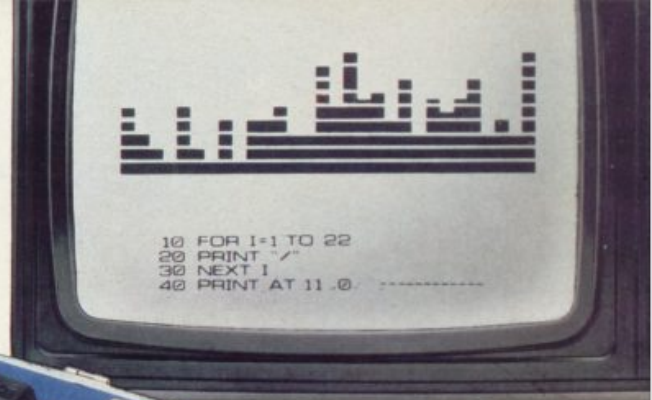 10 FOR I=1 TO 22
20 PRINT "/"
30 NEXT I
40 PRINT AT 11,0, ------------